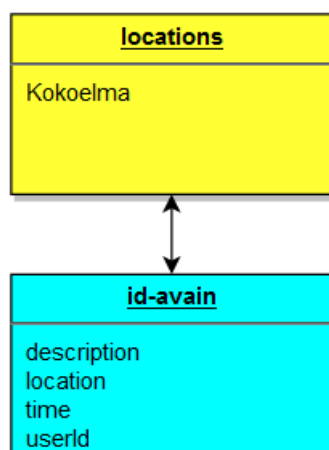 locations
Kokoelma
id-avain
description
location
time
userId